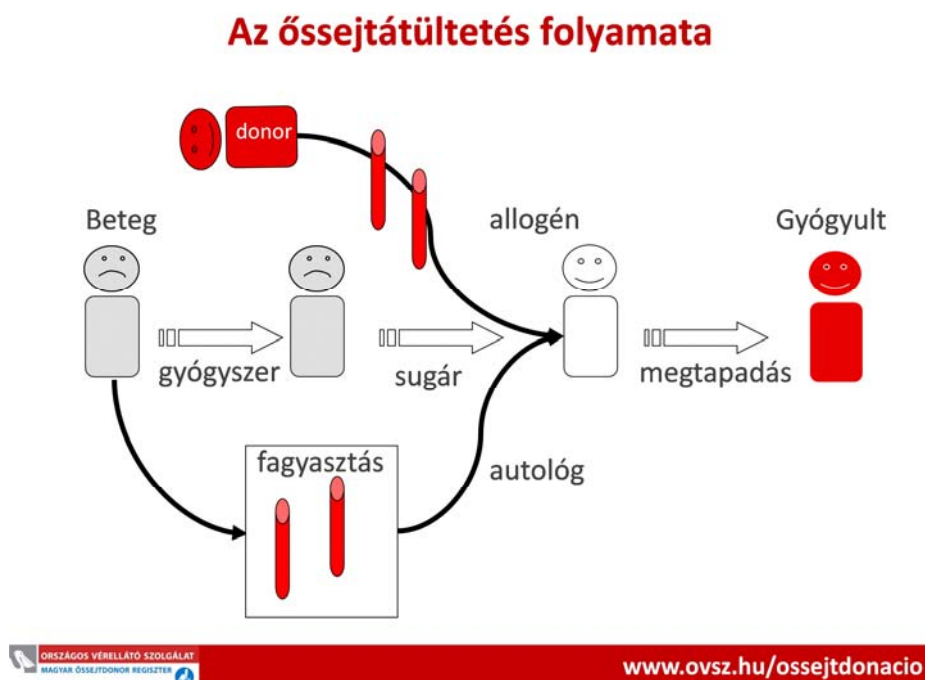 Az őssejtátültetés folyamata
donor
Beteg
allogén
Gyógyult
gyógyszer
sugár
megtapadás
fagyasztás
autológ
ORSZÁGOS VÉRELLÁTÓ SZOLGÁLAT
MAGYAR ŐSSEJTDONOR REGISZTER
www.ovsz.hu/ossejtdonacio